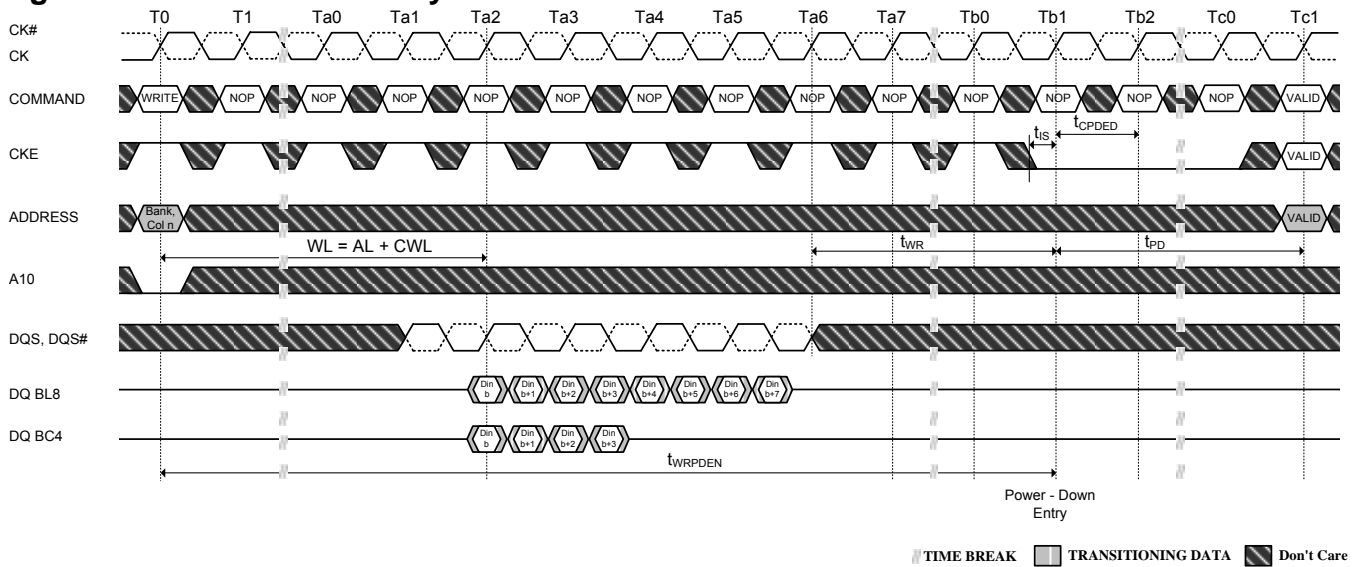 T0 T1 Ta0 Ta1 Ta2 Ta3 Ta4 Ta5 Ta6 Ta7 Tb0 Tb1 Tb2 Tc0 Tc1
CK#
CK
COMMAND WRITE NOP NOP NOP NOP NOP NOP NOP NOP NOP NOP NOP NOP NOP VALID
tIS tCPDED
CKE VALID
ADDRESS Bank, Col n VALID
WL = AL + CWL tWR tPD
A10
DQS, DQS#
DQ BL8 Din b Din b+1 Din b+2 Din b+3 Din b+4 Din b+5 Din b+6 Din b+7
DQ BC4 Din b Din b+1 Din b+2 Din b+3
tWRPDEN
Power - Down
Entry
TIME BREAK TRANSITIONING DATA Don't Care